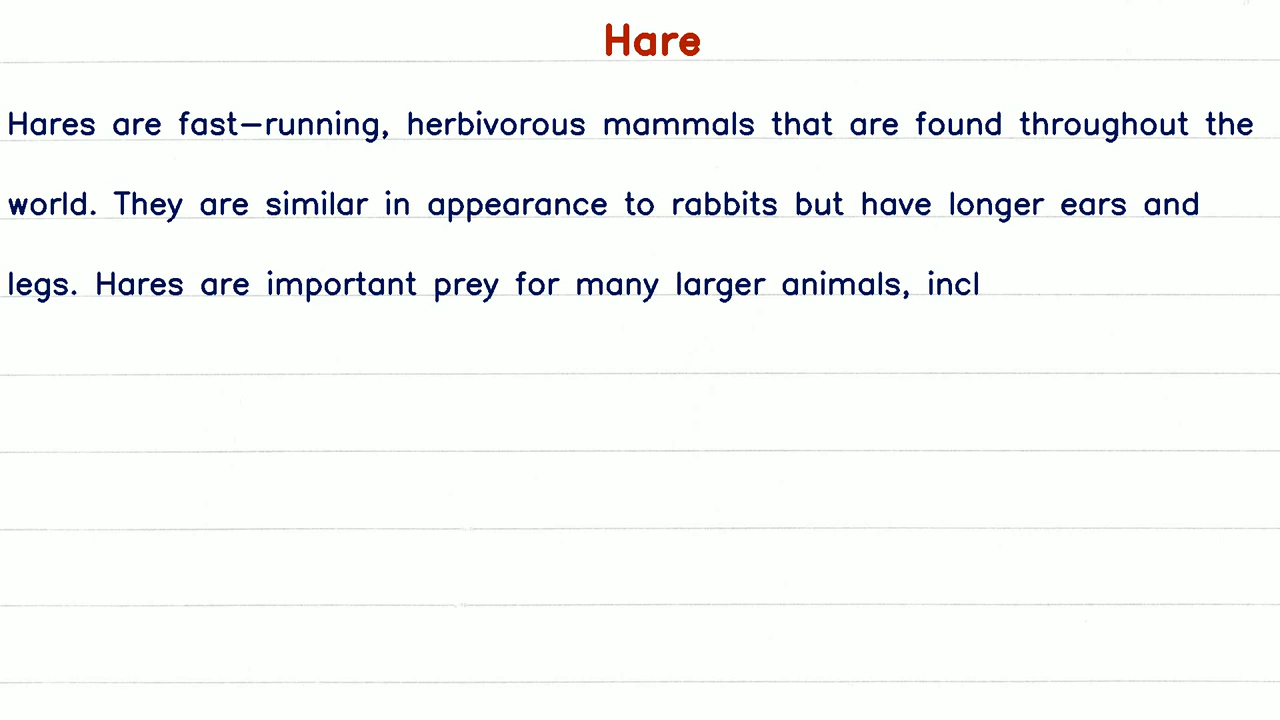 Hare
Hares are fast-running, herbivorous mammals that are found throughout the
world. They are similar in appearance to rabbits but have longer ears and
legs. Hares are important prey for many larger animals, incl